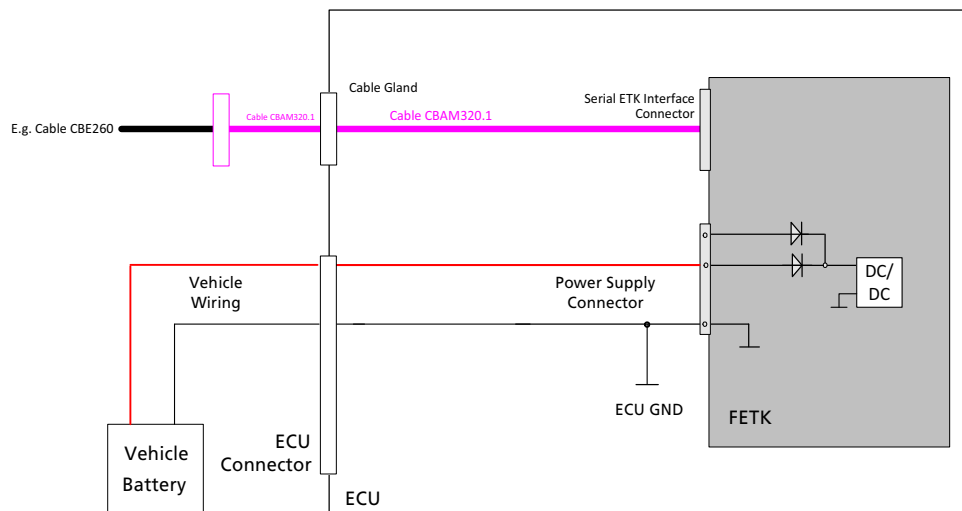 Cable Gland
Serial ETK Interface
Connector
E.g. Cable CBE260
Cable CBAM320.1
Cable CBAM320.1
Vehicle
Wiring
Power Supply
Connector
DC/
DC
ECU GND
FETK
ECU
Connector
Vehicle
Battery
ECU